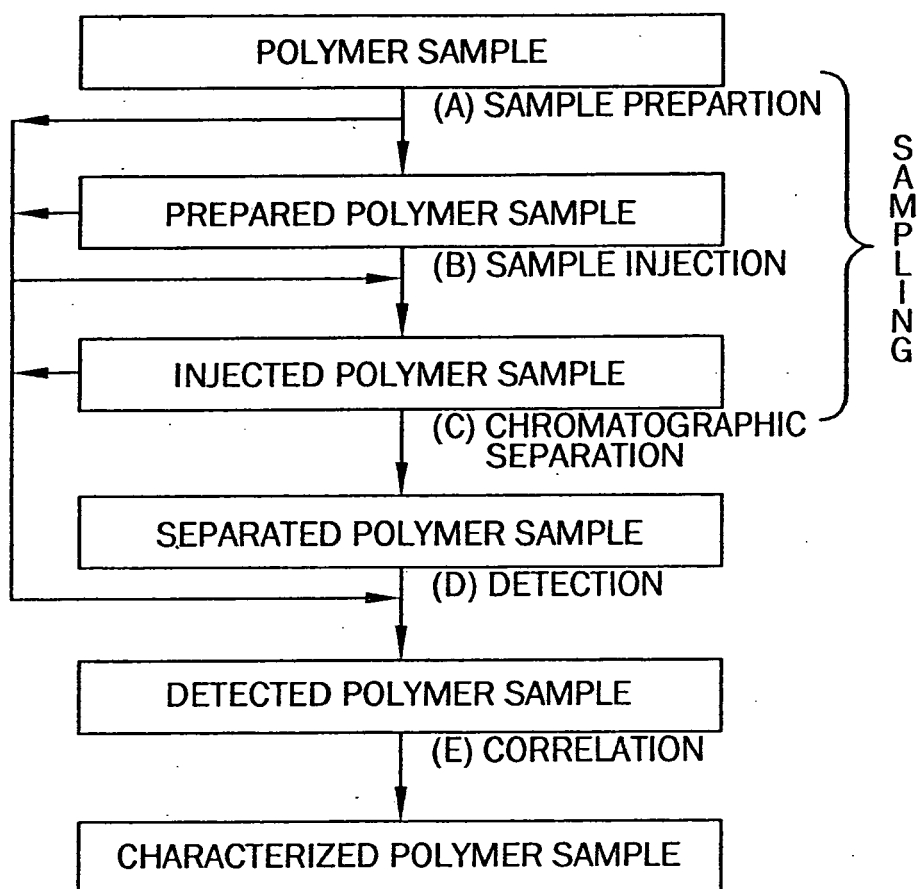 POLYMER SAMPLE
(A) SAMPLE PREPARTION
PREPARED POLYMER SAMPLE
(B) SAMPLE INJECTION
INJECTED POLYMER SAMPLE
(C) CHROMATOGRAPHIC
SEPARATION
SEPARATED POLYMER SAMPLE
(D) DETECTION
DETECTED POLYMER SAMPLE
(E) CORRELATION
CHARACTERIZED POLYMER SAMPLE
SAMPLING